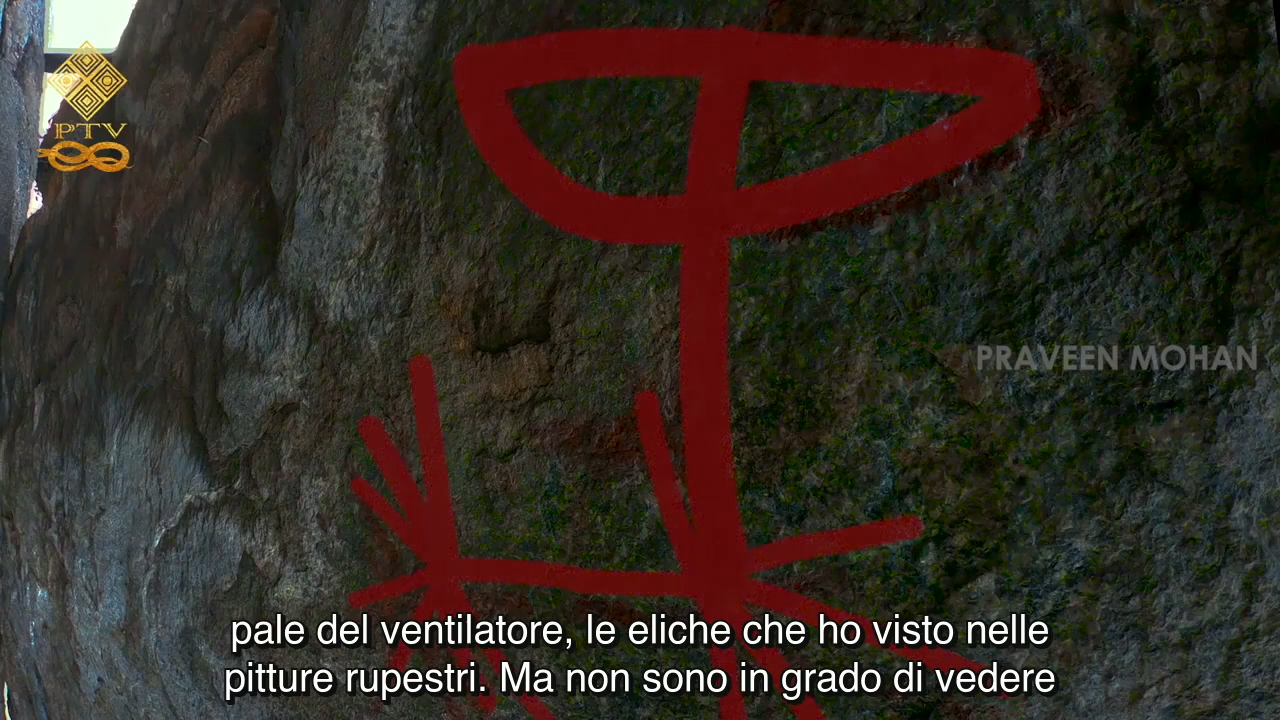 PTV
PRAVEEN MOHAN
pale del ventilatore, le eliche che ho visto nelle
pitture rupestri. Ma non sono in grado di vedere